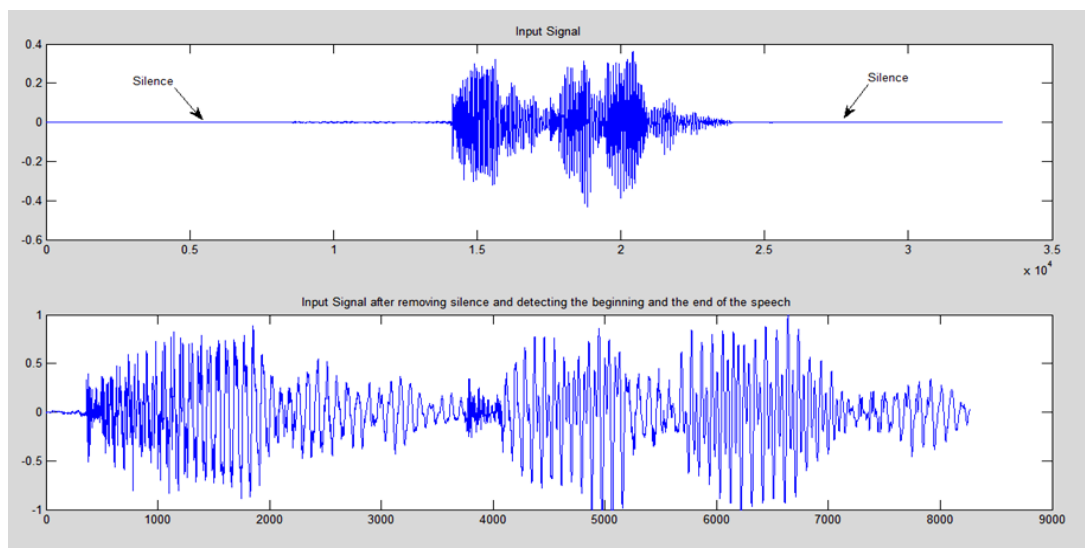 Input Signal
0.4
Silence
Silence
0.2
0
-0.2
-0.4
-0.6
0 0.5 1 1.5 2 2.5 3 3.5
x 10^4
Input Signal after removing silence and detecting the beginning and the end of the speech
1
0.5
0
-0.5
-1
0 1000 2000 3000 4000 5000 6000 7000 8000 9000